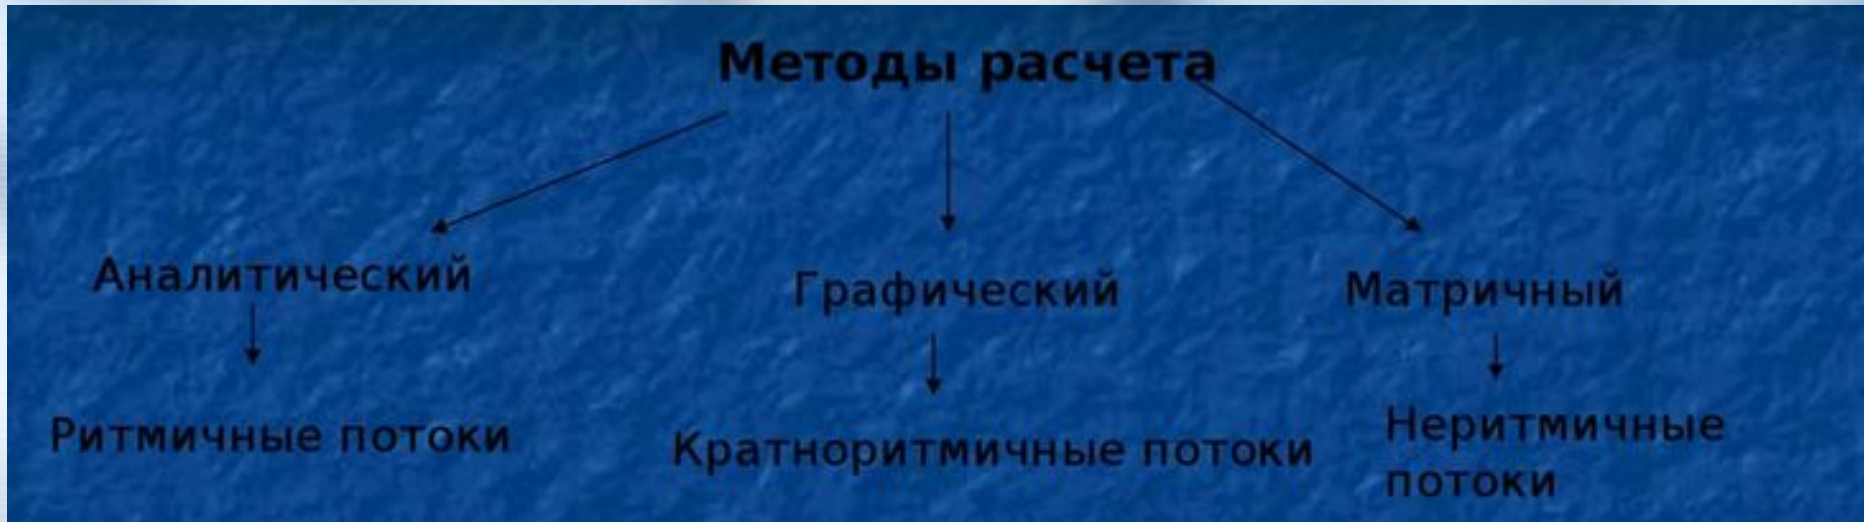 Методы расчета
Аналитический
Графический
Матричный
Ритмичные потоки
Кратноритмичные потоки
Неритмичные
потоки